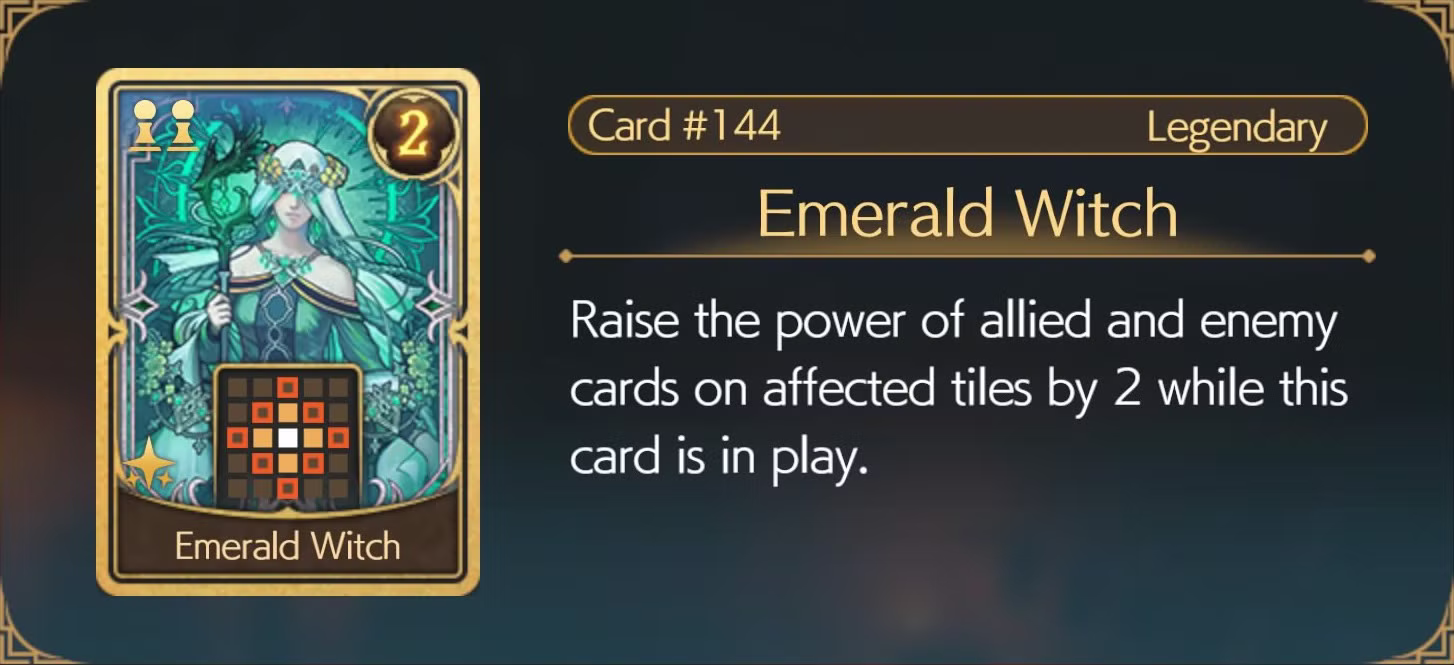 2
Emerald Witch
Card #144 Legendary
Emerald Witch
Raise the power of allied and enemy
cards on affected tiles by 2 while this
card is in play.